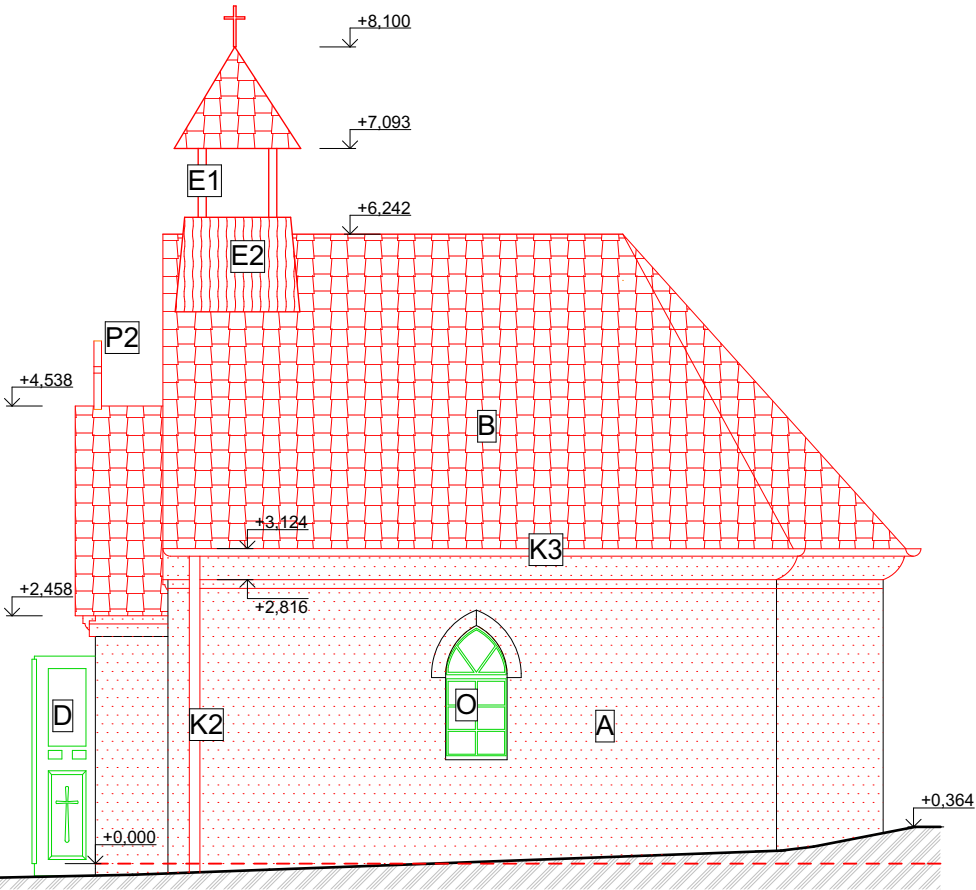 +8,100
+7,093
E1
+6,242
E2
P2
+4,538
B
+3,124
K3
+2,458
+2,816
O
D
K2
A
+0,364
+0,000